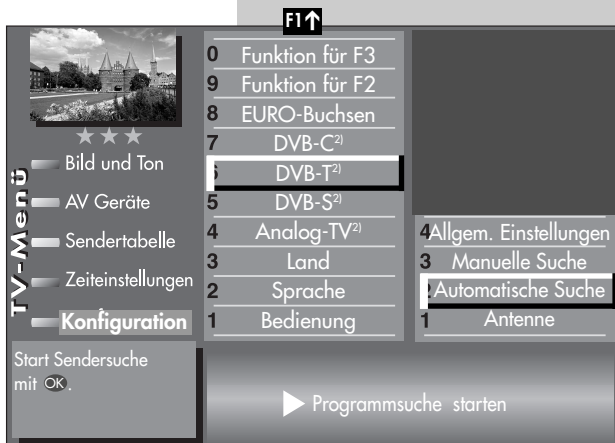 F1↑
TV-Menü
Bild und Ton
AV Geräte
Sendertabelle
Zeiteinstellungen
Konfiguration
0 Funktion für F3
9 Funktion für F2
8 EURO-Buchsen
7 DVB-C²⁾
6 DVB-T²⁾
5 DVB-S²⁾
4 Analog-TV²⁾
3 Land
2 Sprache
1 Bedienung
4 Allgem. Einstellungen
3 Manuelle Suche
2 Automatische Suche
1 Antenne
Start Sendersuche
mit OK.
Programmsuche starten